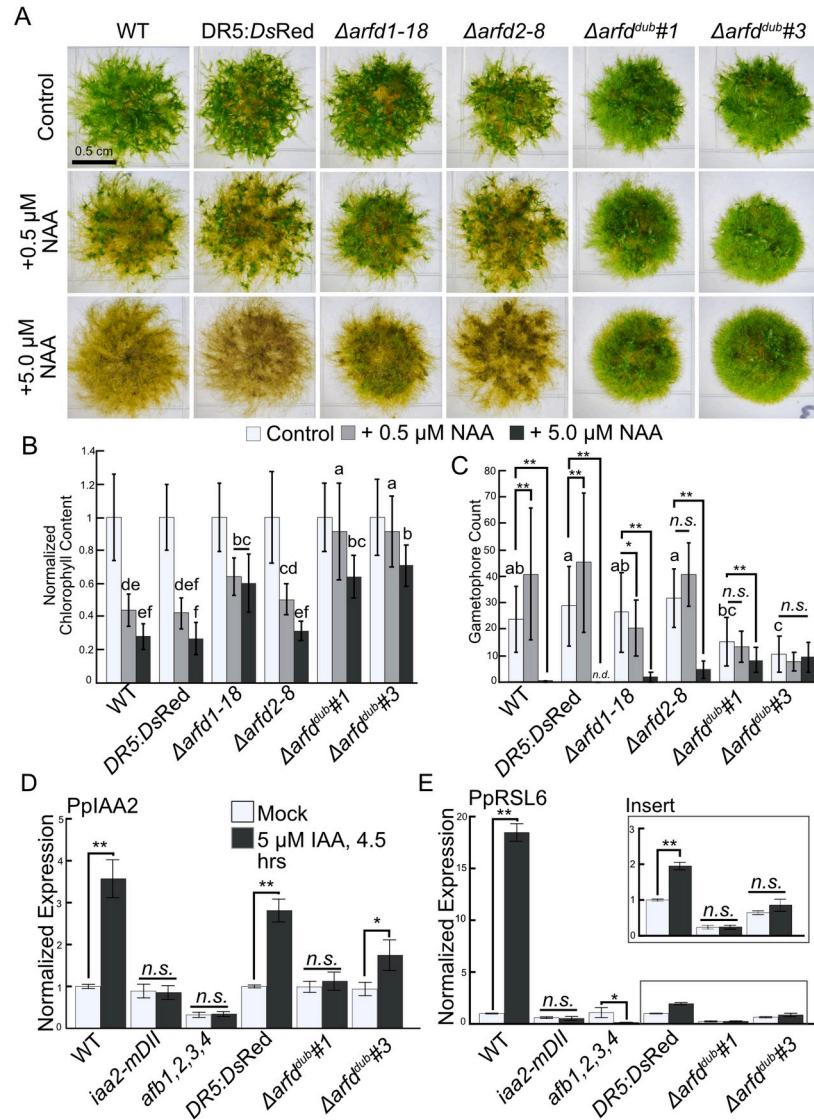 A
WT
DR5:DsRed
Δarfd1-18
Δarfd2-8
Δarfd^dub#1
Δarfd^dub#3
Control
0.5 cm
+0.5 µM
NAA
+5.0 µM
NAA
Control + 0.5 µM NAA + 5.0 µM NAA
B
Normalized
Chlorophyll Content
1.4
1.2
1
0.8
0.6
0.4
0.2
0
de ef def f bc cd ef a bc a b
WT
DR5:DsRed
Δarfd1-18
Δarfd2-8
Δarfd^dub#1
Δarfd^dub#3
C
Gametophore Count
80
70
60
50
40
30
20
10
0
** ** ** ** ** * ** n.s. ** n.s. n.s.
ab a ab a bc c
n.d.
WT
DR5:DsRed
Δarfd1-18
Δarfd2-8
Δarfd^dub#1
Δarfd^dub#3
D
PpIAA2
Mock
5 µM IAA, 4.5
hrs
Normalized Expression
5
4
3
2
1
0
** n.s. n.s. ** n.s. *
WT
iaa2-mDII
afb1,2,3,4
DR5:DsRed
Δarfd^dub#1
Δarfd^dub#3
E
PpRSL6
Normalized Expression
20
15
10
5
0
** n.s. *
Insert
3
2
1
0
** n.s. n.s.
WT
iaa2-mDII
afb1,2,3,4
DR5:DsRed
Δarfd^dub#1
Δarfd^dub#3